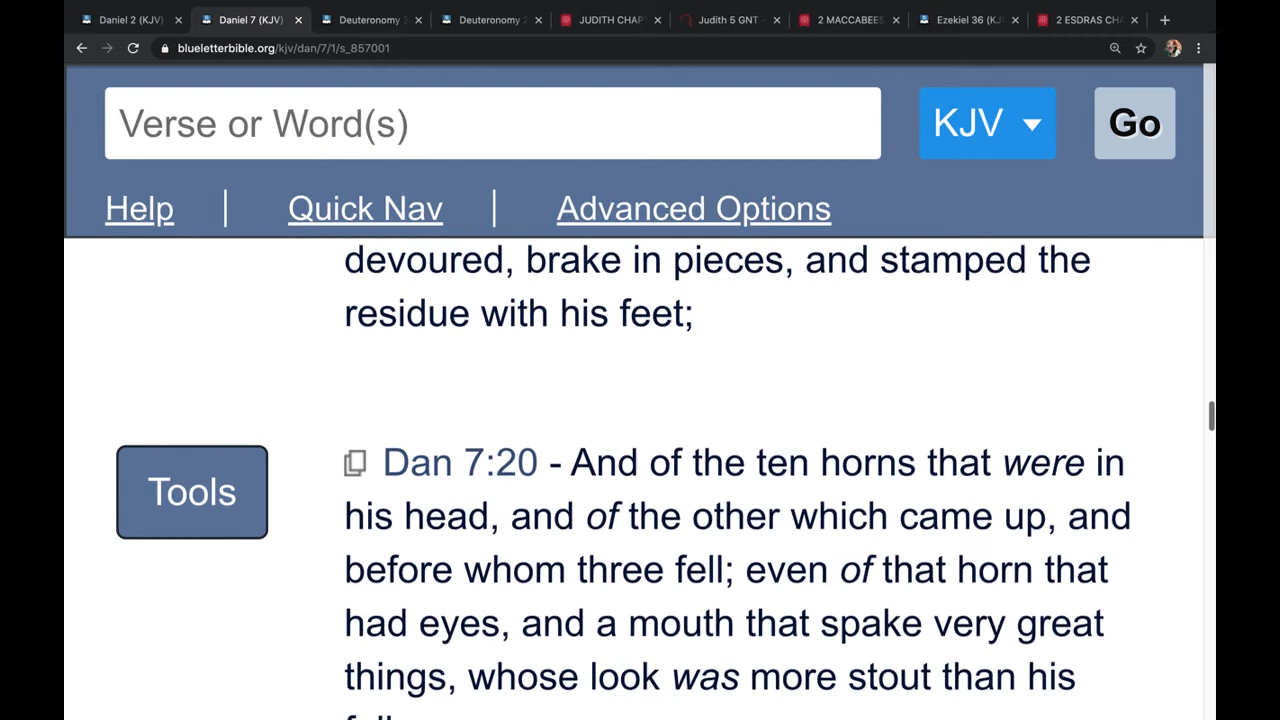 Daniel 2 (KJV) Daniel 7 (KJV) Deuteronomy Deuteronomy JUDITH CHAP Judith 5 GNT - 2 MACCABEES Ezekiel 36 (KJ 2 ESDRAS CH
blueletterbible.org/kjv/dan/7/1/s_857001
Verse or Word(s) KJV Go
Help | Quick Nav | Advanced Options
devoured, brake in pieces, and stamped the
residue with his feet;
Tools
Dan 7:20 - And of the ten horns that were in
his head, and of the other which came up, and
before whom three fell; even of that horn that
had eyes, and a mouth that spake very great
things, whose look was more stout than his